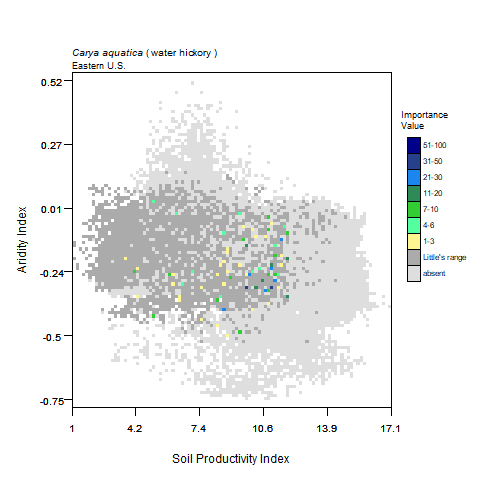 Carya aquatica ( water hickory )
Eastern U.S.
0.52
0.27
0.01
-0.24
-0.5
-0.75
Aridity Index
1 4.2 7.4 10.6 13.9 17.1
Soil Productivity Index
Importance
Value
51-100
31-50
21-30
11-20
7-10
4-6
1-3
Little's range
absent